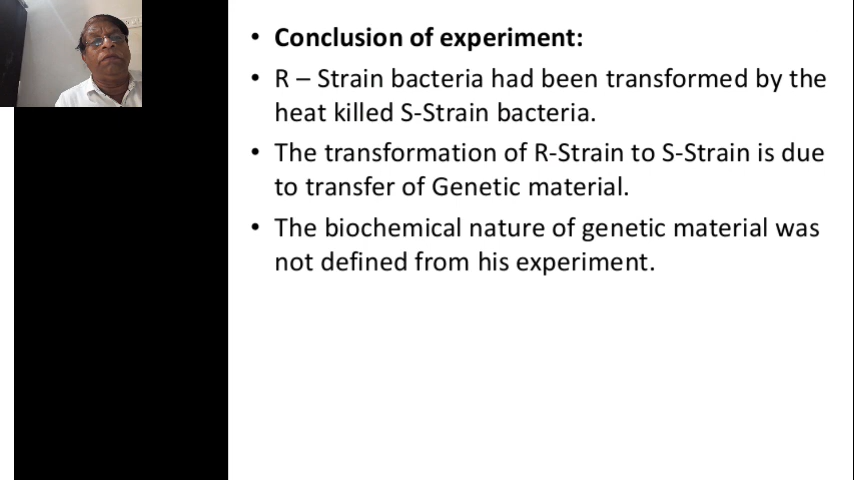 • Conclusion of experiment:
• R – Strain bacteria had been transformed by the
heat killed S-Strain bacteria.
• The transformation of R-Strain to S-Strain is due
to transfer of Genetic material.
• The biochemical nature of genetic material was
not defined from his experiment.